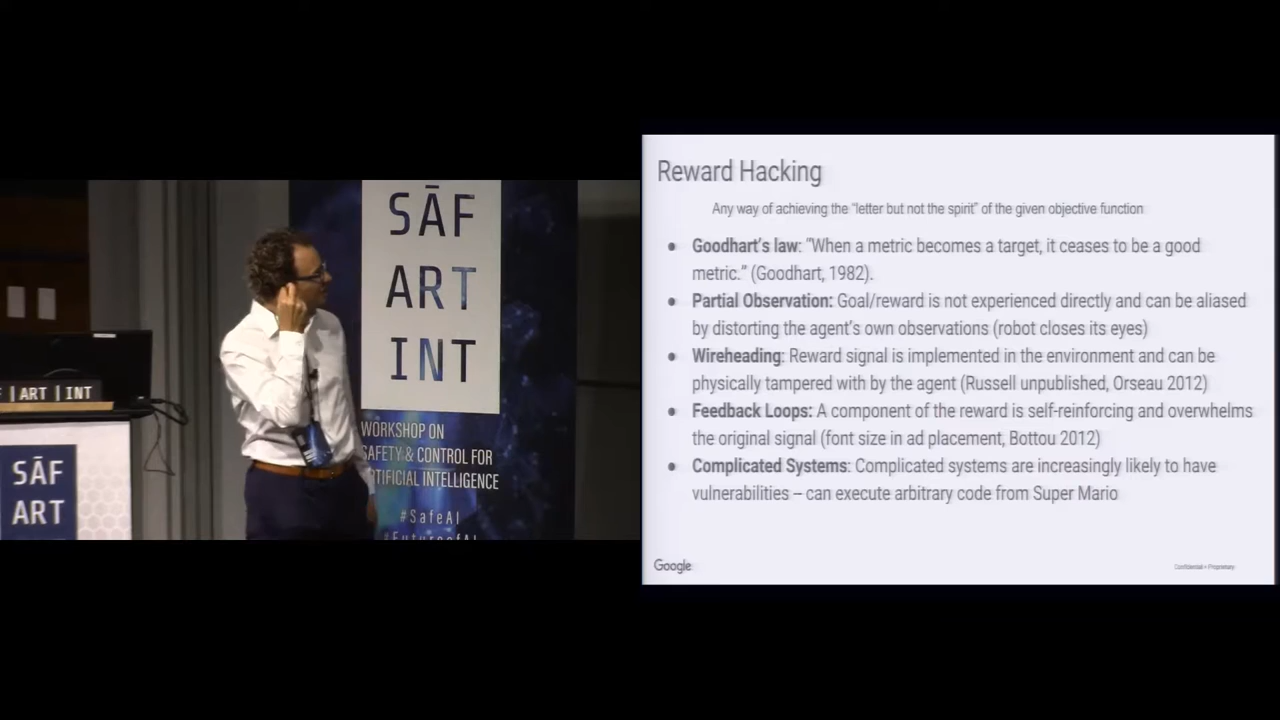 SĀF
ART
INT
WORKSHOP ON
SAFETY & CONTROL FOR
ARTIFICIAL INTELLIGENCE
#SafeAI
#FutureofAI
| ART | INT
SĀF
ART
Reward Hacking
Any way of achieving the “letter but not the spirit” of the given objective function
● Goodhart’s law: “When a metric becomes a target, it ceases to be a good
metric.” (Goodhart, 1982).
● Partial Observation: Goal/reward is not experienced directly and can be aliased
by distorting the agent’s own observations (robot closes its eyes)
● Wireheading: Reward signal is implemented in the environment and can be
physically tampered with by the agent (Russell unpublished, Orseau 2012)
● Feedback Loops: A component of the reward is self-reinforcing and overwhelms
the original signal (font size in ad placement, Bottou 2012)
● Complicated Systems: Complicated systems are increasingly likely to have
vulnerabilities – can execute arbitrary code from Super Mario
Google
Confidential + Proprietary